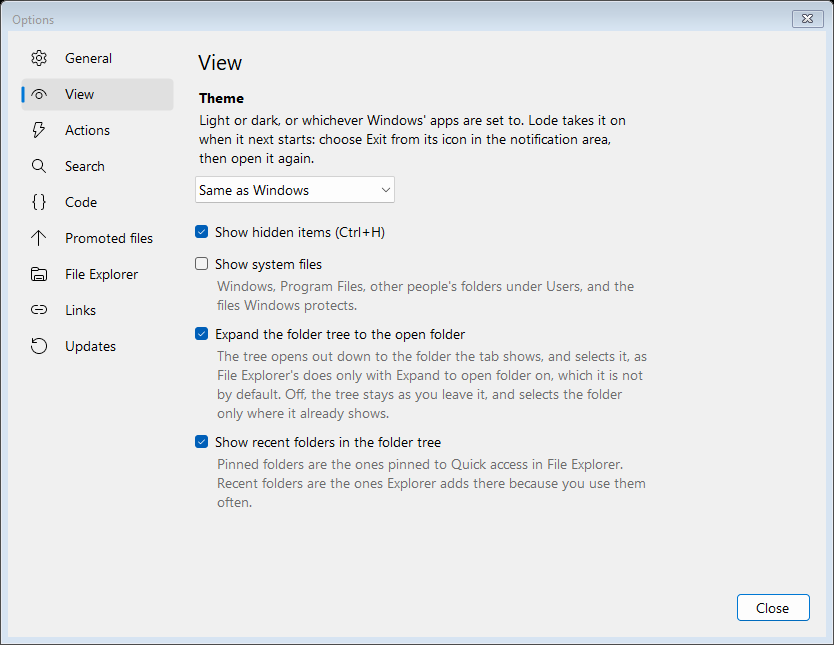 Options
General
View
Actions
Search
Code
Promoted files
File Explorer
Links
Updates
View
Theme
Light or dark, or whichever Windows' apps are set to. Lode takes it on
when it next starts: choose Exit from its icon in the notification area,
then open it again.
Same as Windows
Show hidden items (Ctrl+H)
Show system files
Windows, Program Files, other people's folders under Users, and the
files Windows protects.
Expand the folder tree to the open folder
The tree opens out down to the folder the tab shows, and selects it, as
File Explorer's does only with Expand to open folder on, which it is not
by default. Off, the tree stays as you leave it, and selects the folder
only where it already shows.
Show recent folders in the folder tree
Pinned folders are the ones pinned to Quick access in File Explorer.
Recent folders are the ones Explorer adds there because you use them
often.
Close